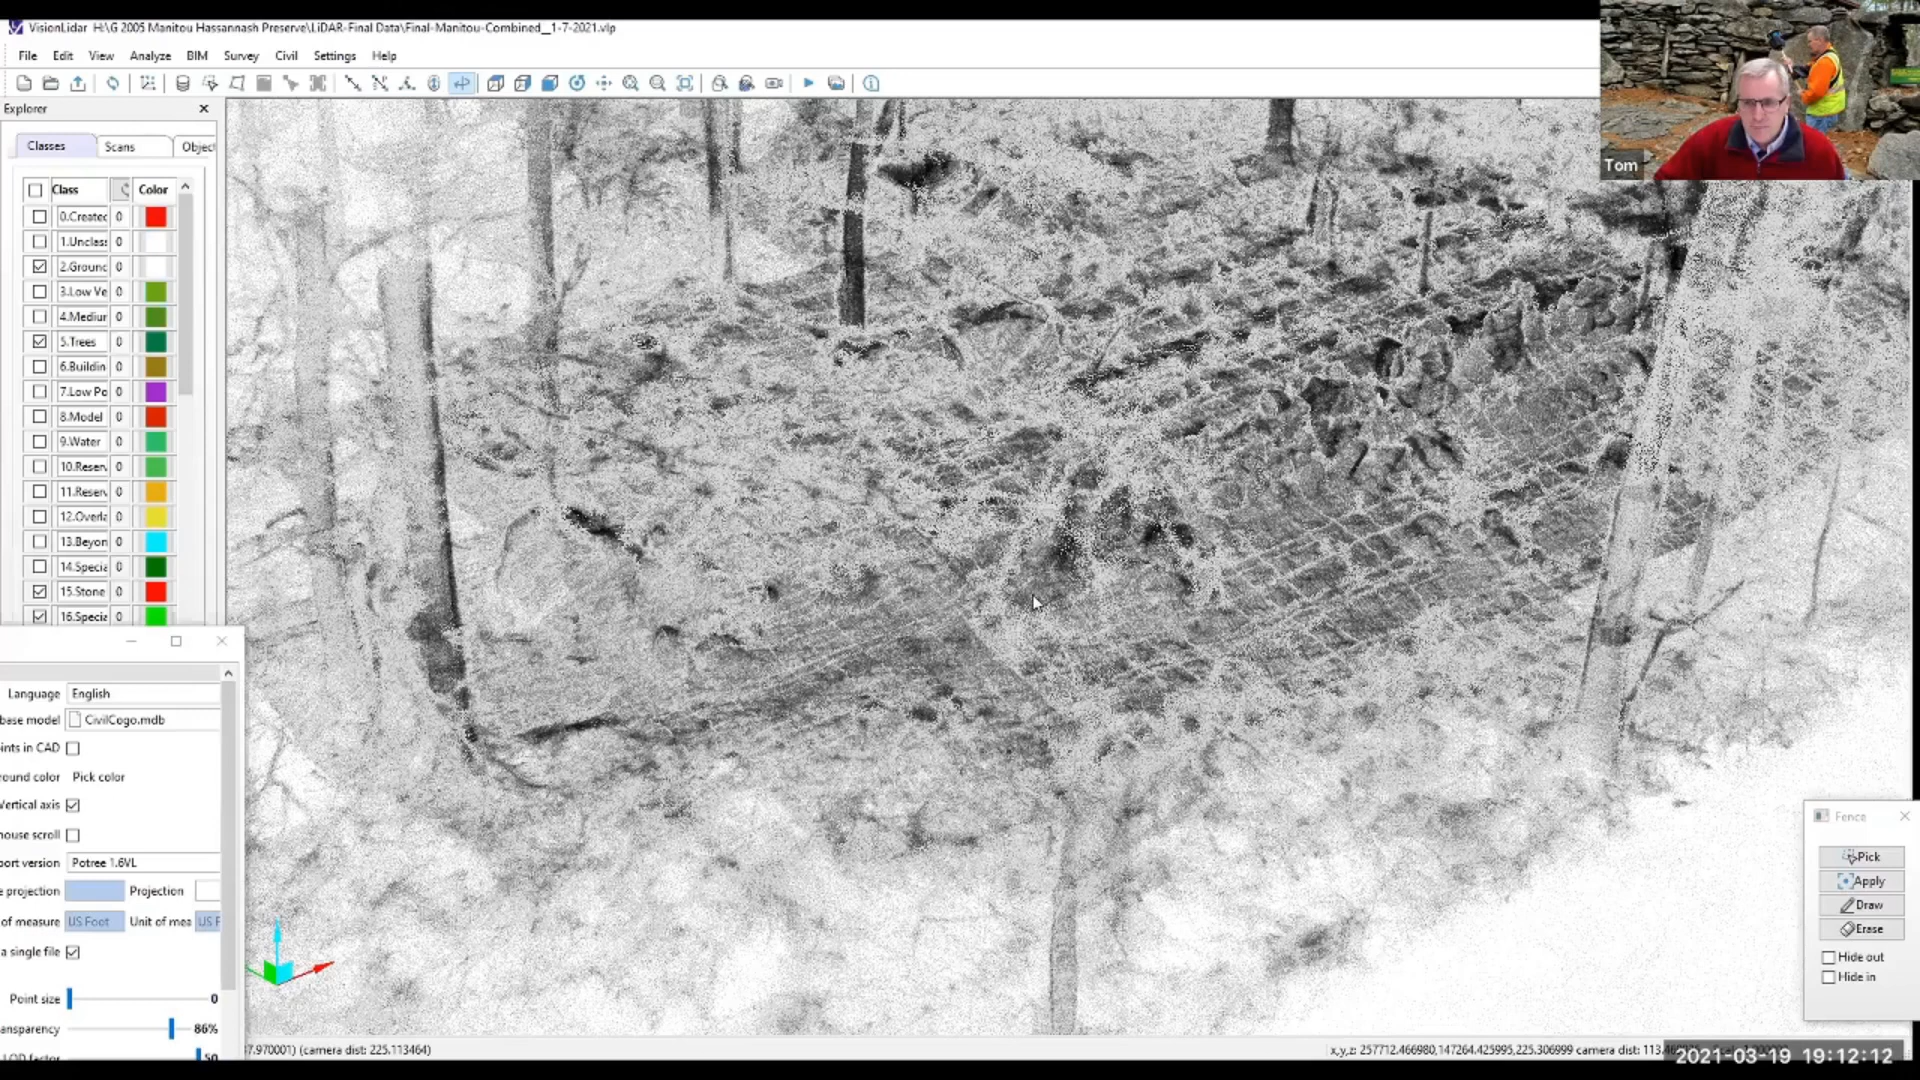 VisionLidar H:\G 2005 Manitou Hassannash Preserve\LiDAR-Final Data\Final-Manitou-Combined__1-7-2021.vlp
File Edit View Analyze BIM Survey Civil Settings Help
Explorer
Classes Scans Object
Class Color
0.Created 0
1.Unclass 0
2.Ground 0
3.Low Ve 0
4.Medium 0
5.Trees 0
6.Buildin 0
7.Low Po 0
8.Model 0
9.Water 0
10.Reserv 0
11.Reserv 0
12.Overla 0
13.Beyon 0
14.Specia 0
15.Stone 0
16.Specia 0
Language English
base model CivilCogo.mdb
ints in CAD
round color Pick color
Vertical axis
mouse scroll
port version Potree 1.6VL
e projection Projection
of measure US Foot Unit of mea US F
a single file
Point size 0
ansparency 86%
LOD factor 50
Tom
Fence
Pick
Apply
Draw
Erase
Hide out
Hide in
37.970001) (camera dist: 225.113464)
x,y,z: 257712.466980,147264.425995,225.306999 camera dist: 113.46
2021-03-19 19:12:12